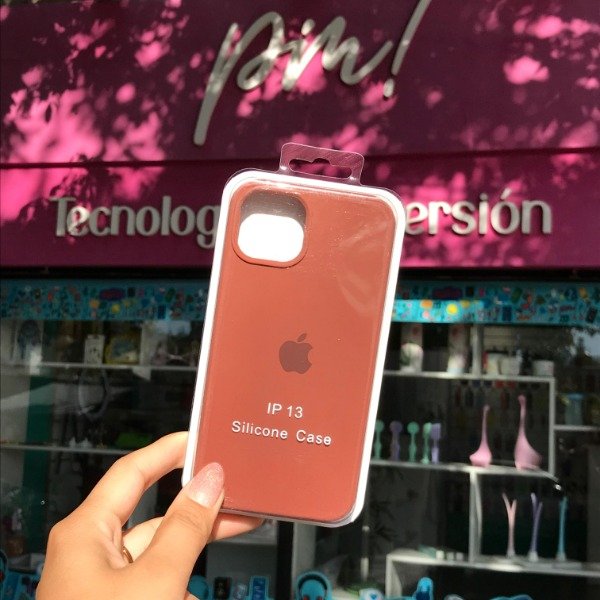 pim!
Tecnolog ersión
IP 13
Silicone Case